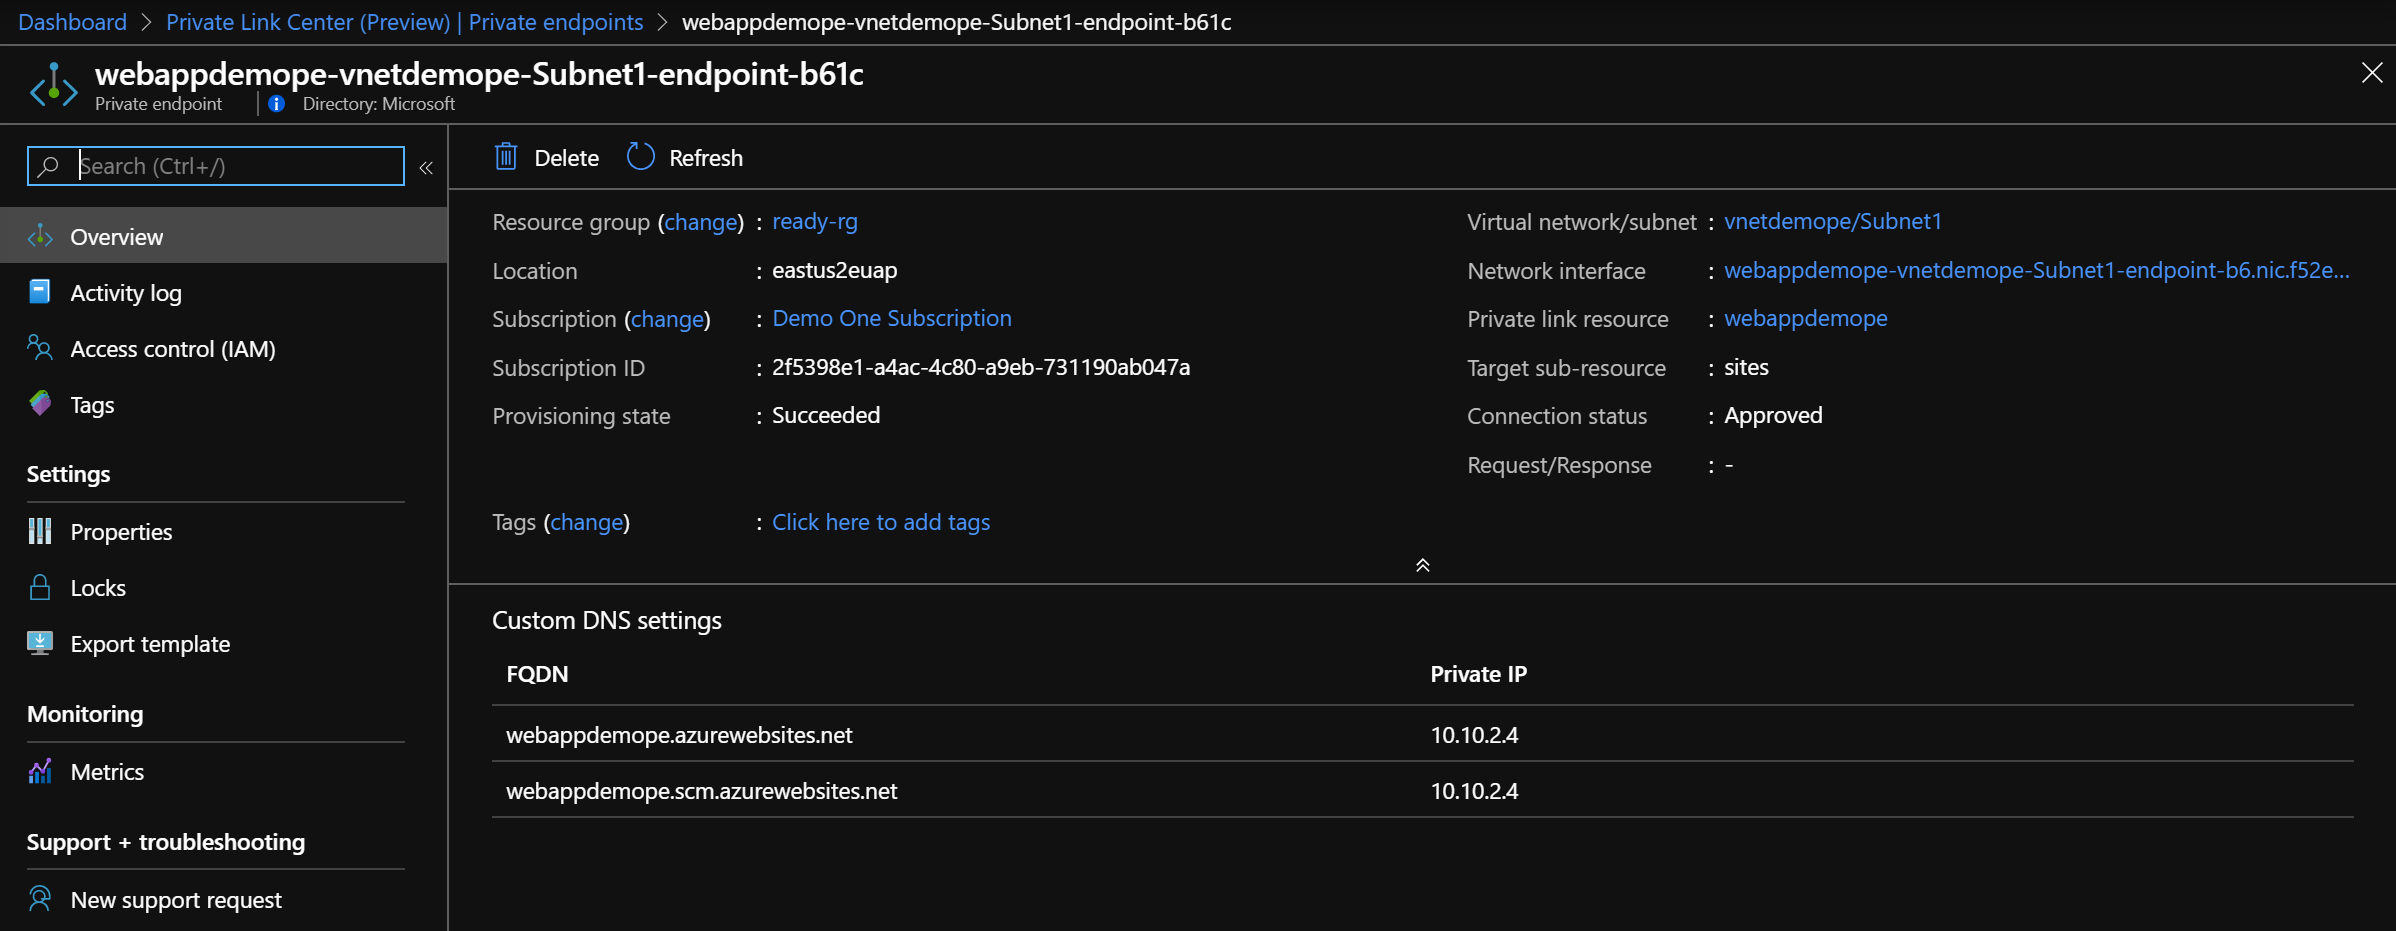 Dashboard > Private Link Center (Preview) | Private endpoints > webappdemope-vnetdemope-Subnet1-endpoint-b61c
webappdemope-vnetdemope-Subnet1-endpoint-b61c
Private endpoint | Directory: Microsoft
Search (Ctrl+/)
«
Overview
Activity log
Access control (IAM)
Tags
Settings
Properties
Locks
Export template
Monitoring
Metrics
Support + troubleshooting
New support request
Delete Refresh
Resource group (change) : ready-rg
Location : eastus2euap
Subscription (change) : Demo One Subscription
Subscription ID : 2f5398e1-a4ac-4c80-a9eb-731190ab047a
Provisioning state : Succeeded
Tags (change) : Click here to add tags
Virtual network/subnet : vnetdemope/Subnet1
Network interface : webappdemope-vnetdemope-Subnet1-endpoint-b6.nic.f52e...
Private link resource : webappdemope
Target sub-resource : sites
Connection status : Approved
Request/Response : -
Custom DNS settings
FQDN Private IP
webappdemope.azurewebsites.net 10.10.2.4
webappdemope.scm.azurewebsites.net 10.10.2.4